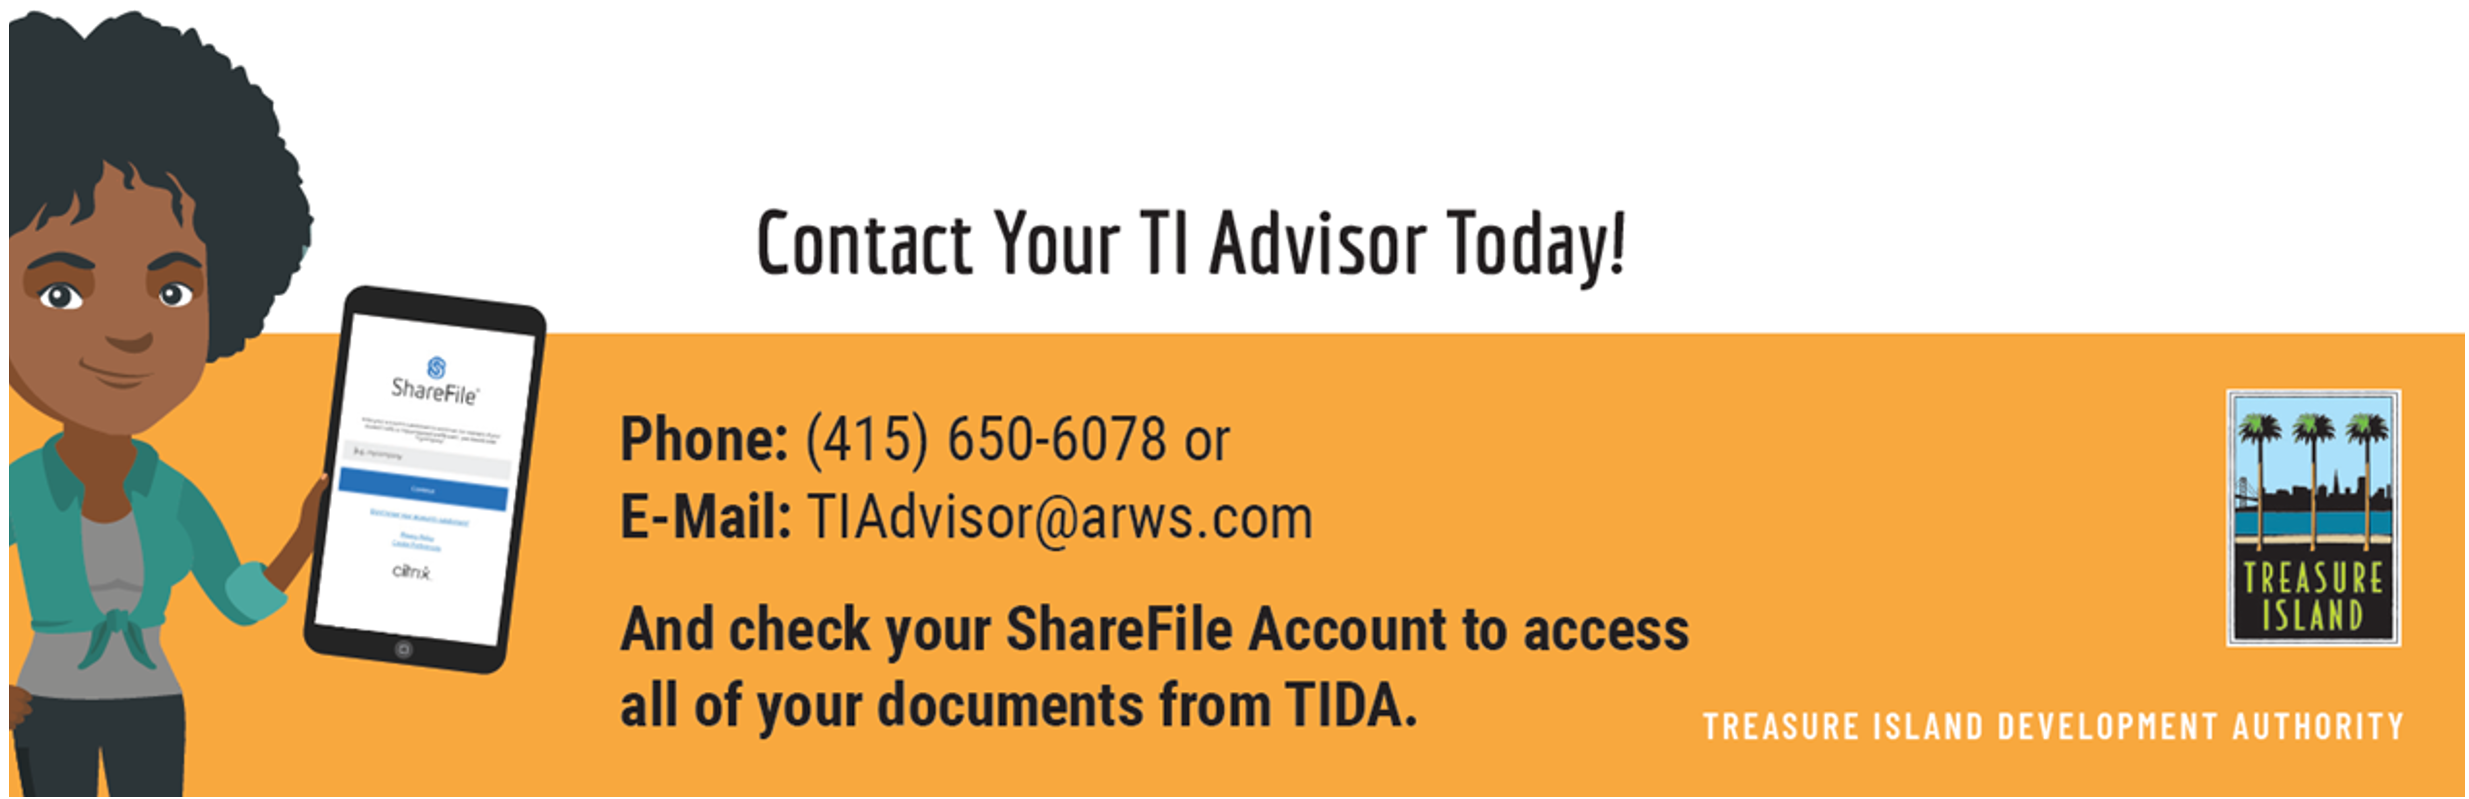 Contact Your TI Advisor Today!
ShareFile
Continue
citrix
Phone: (415) 650-6078 or
E-Mail: TIAdvisor@arws.com
And check your ShareFile Account to access
all of your documents from TIDA.
TREASURE
ISLAND
TREASURE ISLAND DEVELOPMENT AUTHORITY